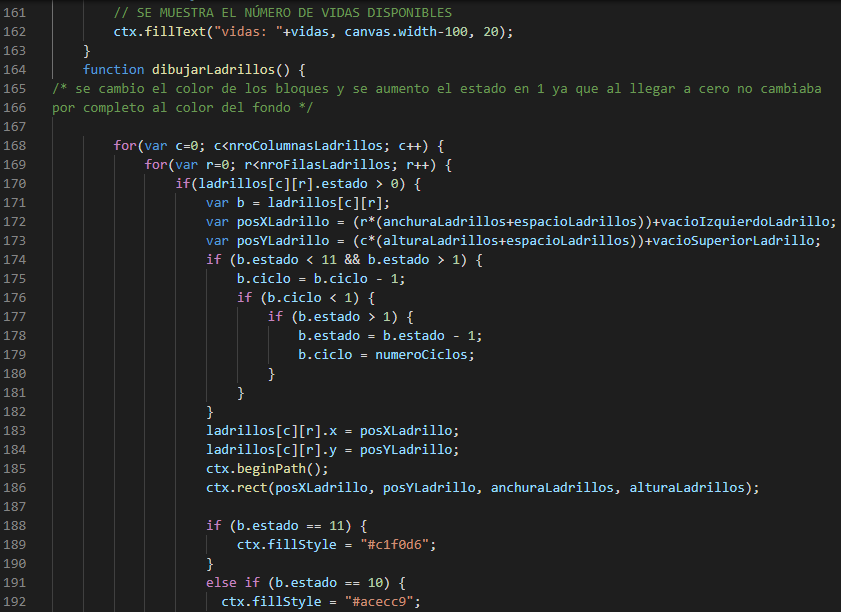 161 // SE MUESTRA EL NÚMERO DE VIDAS DISPONIBLES
162 ctx.fillText("vidas: "+vidas, canvas.width-100, 20);
163 }
164 function dibujarLadrillos() {
165 /* se cambio el color de los bloques y se aumento el estado en 1 ya que al llegar a cero no cambiaba
166 por completo al color del fondo */
167
168 for(var c=0; c<nroColumnasLadrillos; c++) {
169 for(var r=0; r<nroFilasLadrillos; r++) {
170 if(ladrillos[c][r].estado > 0) {
171 var b = ladrillos[c][r];
172 var posXLadrillo = (r*(anchuraLadrillos+espacioLadrillos))+vacioIzquierdoLadrillo;
173 var posYLadrillo = (c*(alturaLadrillos+espacioLadrillos))+vacioSuperiorLadrillo;
174 if (b.estado < 11 && b.estado > 1) {
175 b.ciclo = b.ciclo - 1;
176 if (b.ciclo < 1) {
177 if (b.estado > 1) {
178 b.estado = b.estado - 1;
179 b.ciclo = numeroCiclos;
180 }
181 }
182 }
183 ladrillos[c][r].x = posXLadrillo;
184 ladrillos[c][r].y = posYLadrillo;
185 ctx.beginPath();
186 ctx.rect(posXLadrillo, posYLadrillo, anchuraLadrillos, alturaLadrillos);
187
188 if (b.estado == 11) {
189 ctx.fillStyle = "#c1f0d6";
190 }
191 else if (b.estado == 10) {
192 ctx.fillStyle = "#acecc9";